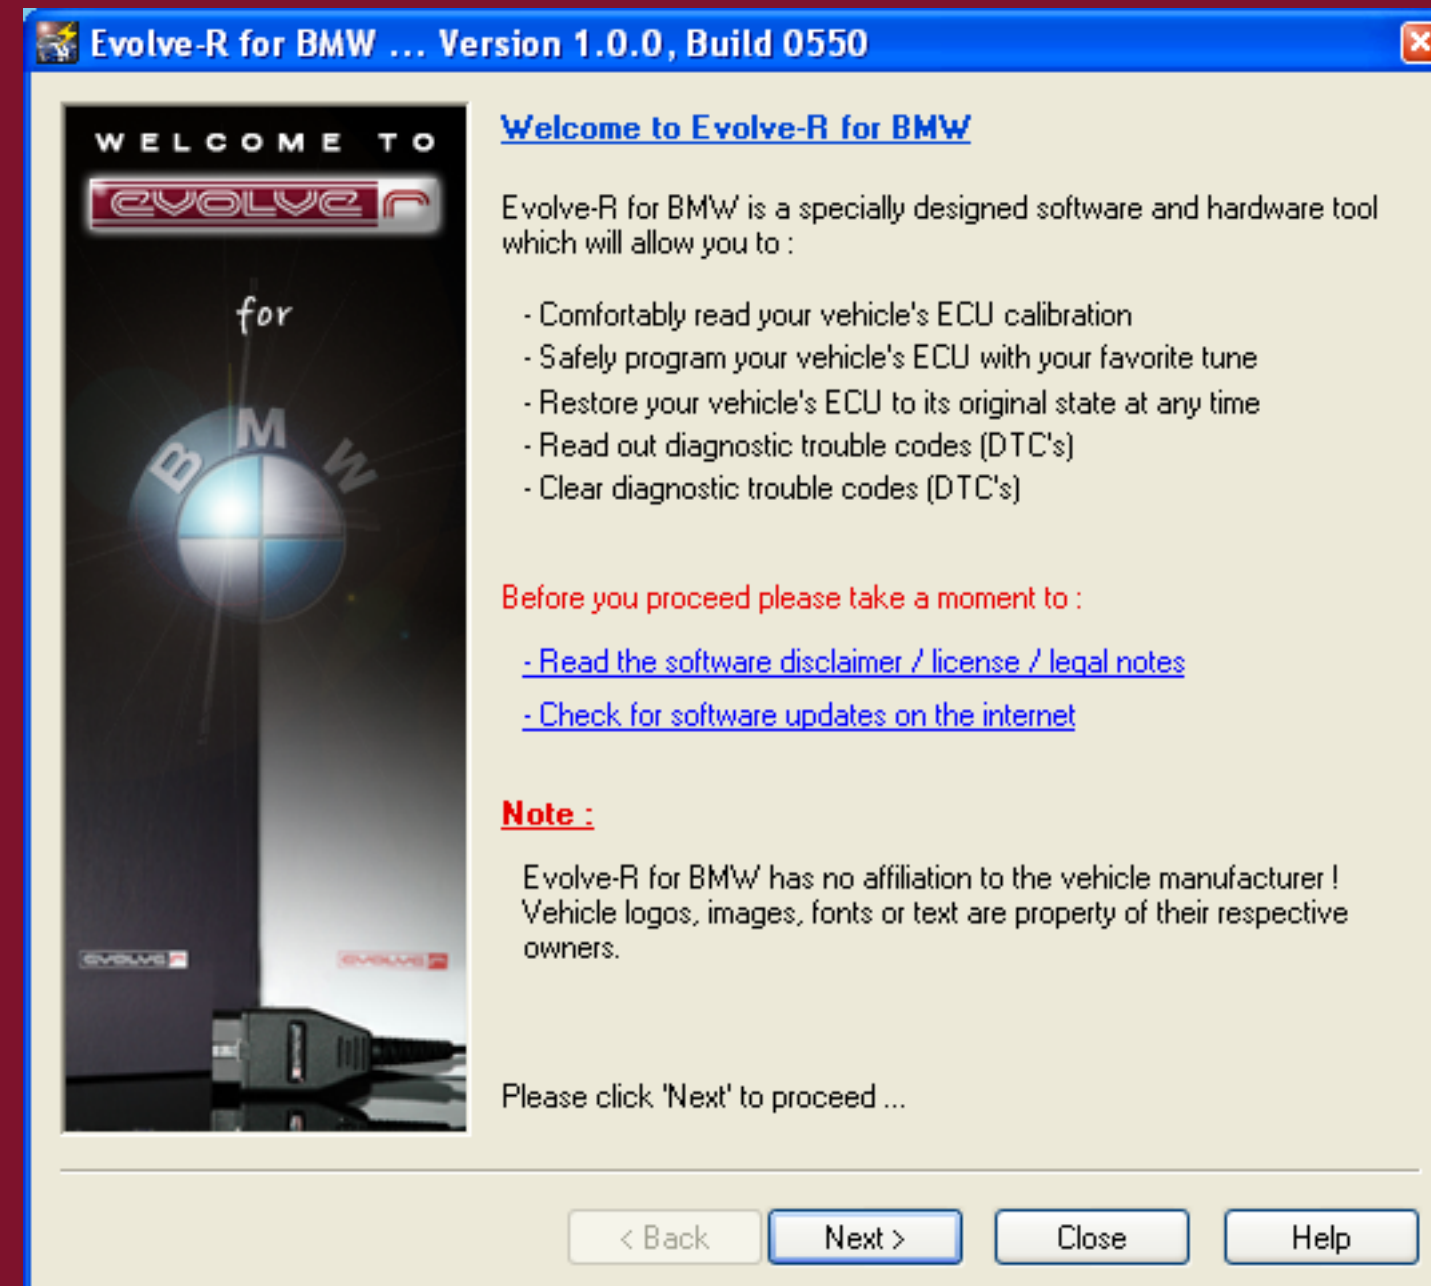 Evolve-R for BMW ... Version 1.0.0, Build 0550
WELCOME TO
evolve r
for
BMW
evolve r
evolve r
Welcome to Evolve-R for BMW
Evolve-R for BMW is a specially designed software and hardware tool
which will allow you to :
- Comfortably read your vehicle's ECU calibration
- Safely program your vehicle's ECU with your favorite tune
- Restore your vehicle's ECU to its original state at any time
- Read out diagnostic trouble codes (DTC's)
- Clear diagnostic trouble codes (DTC's)
Before you proceed please take a moment to :
- Read the software disclaimer / license / legal notes
- Check for software updates on the internet
Note :
Evolve-R for BMW has no affiliation to the vehicle manufacturer !
Vehicle logos, images, fonts or text are property of their respective
owners.
Please click 'Next' to proceed ...
< Back
Next >
Close
Help